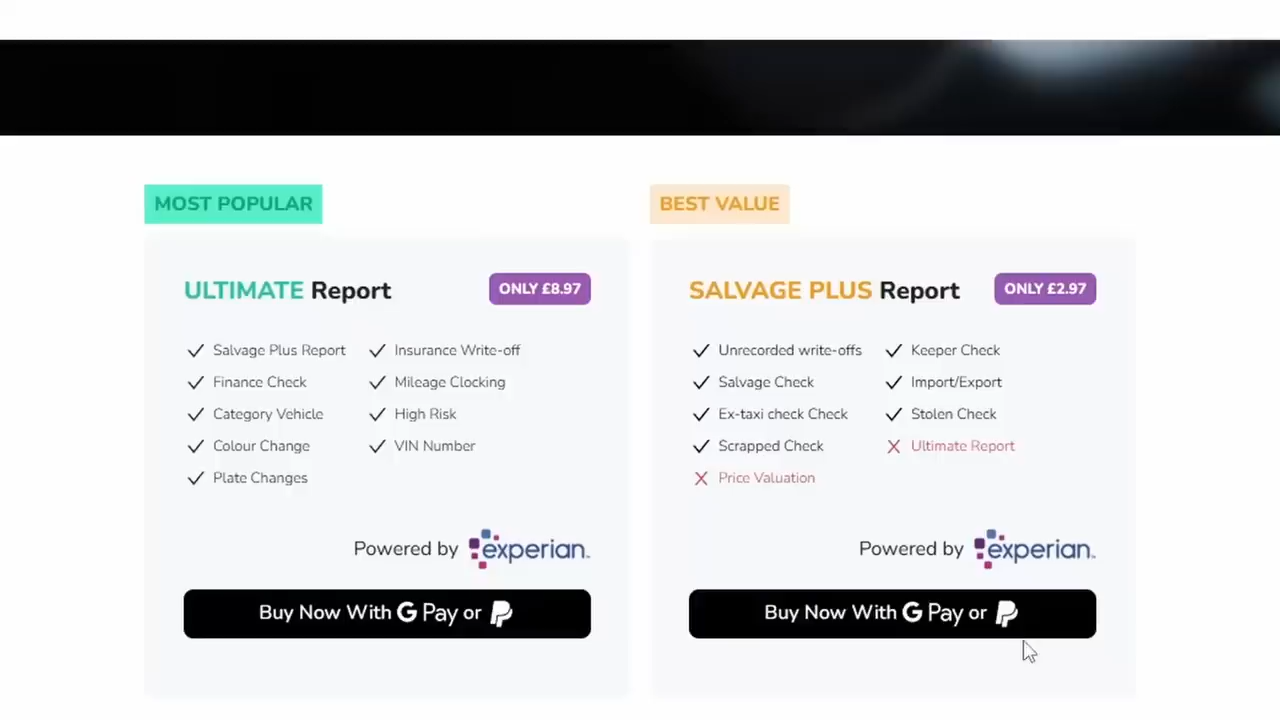 MOST POPULAR
ULTIMATE Report
ONLY £8.97
Salvage Plus Report
Insurance Write-off
Finance Check
Mileage Clocking
Category Vehicle
High Risk
Colour Change
VIN Number
Plate Changes
Powered by experian.
Buy Now With G Pay or
BEST VALUE
SALVAGE PLUS Report
ONLY £2.97
Unrecorded write-offs
Keeper Check
Salvage Check
Import/Export
Ex-taxi check Check
Stolen Check
Scrapped Check
Ultimate Report
Price Valuation
Powered by experian.
Buy Now With G Pay or